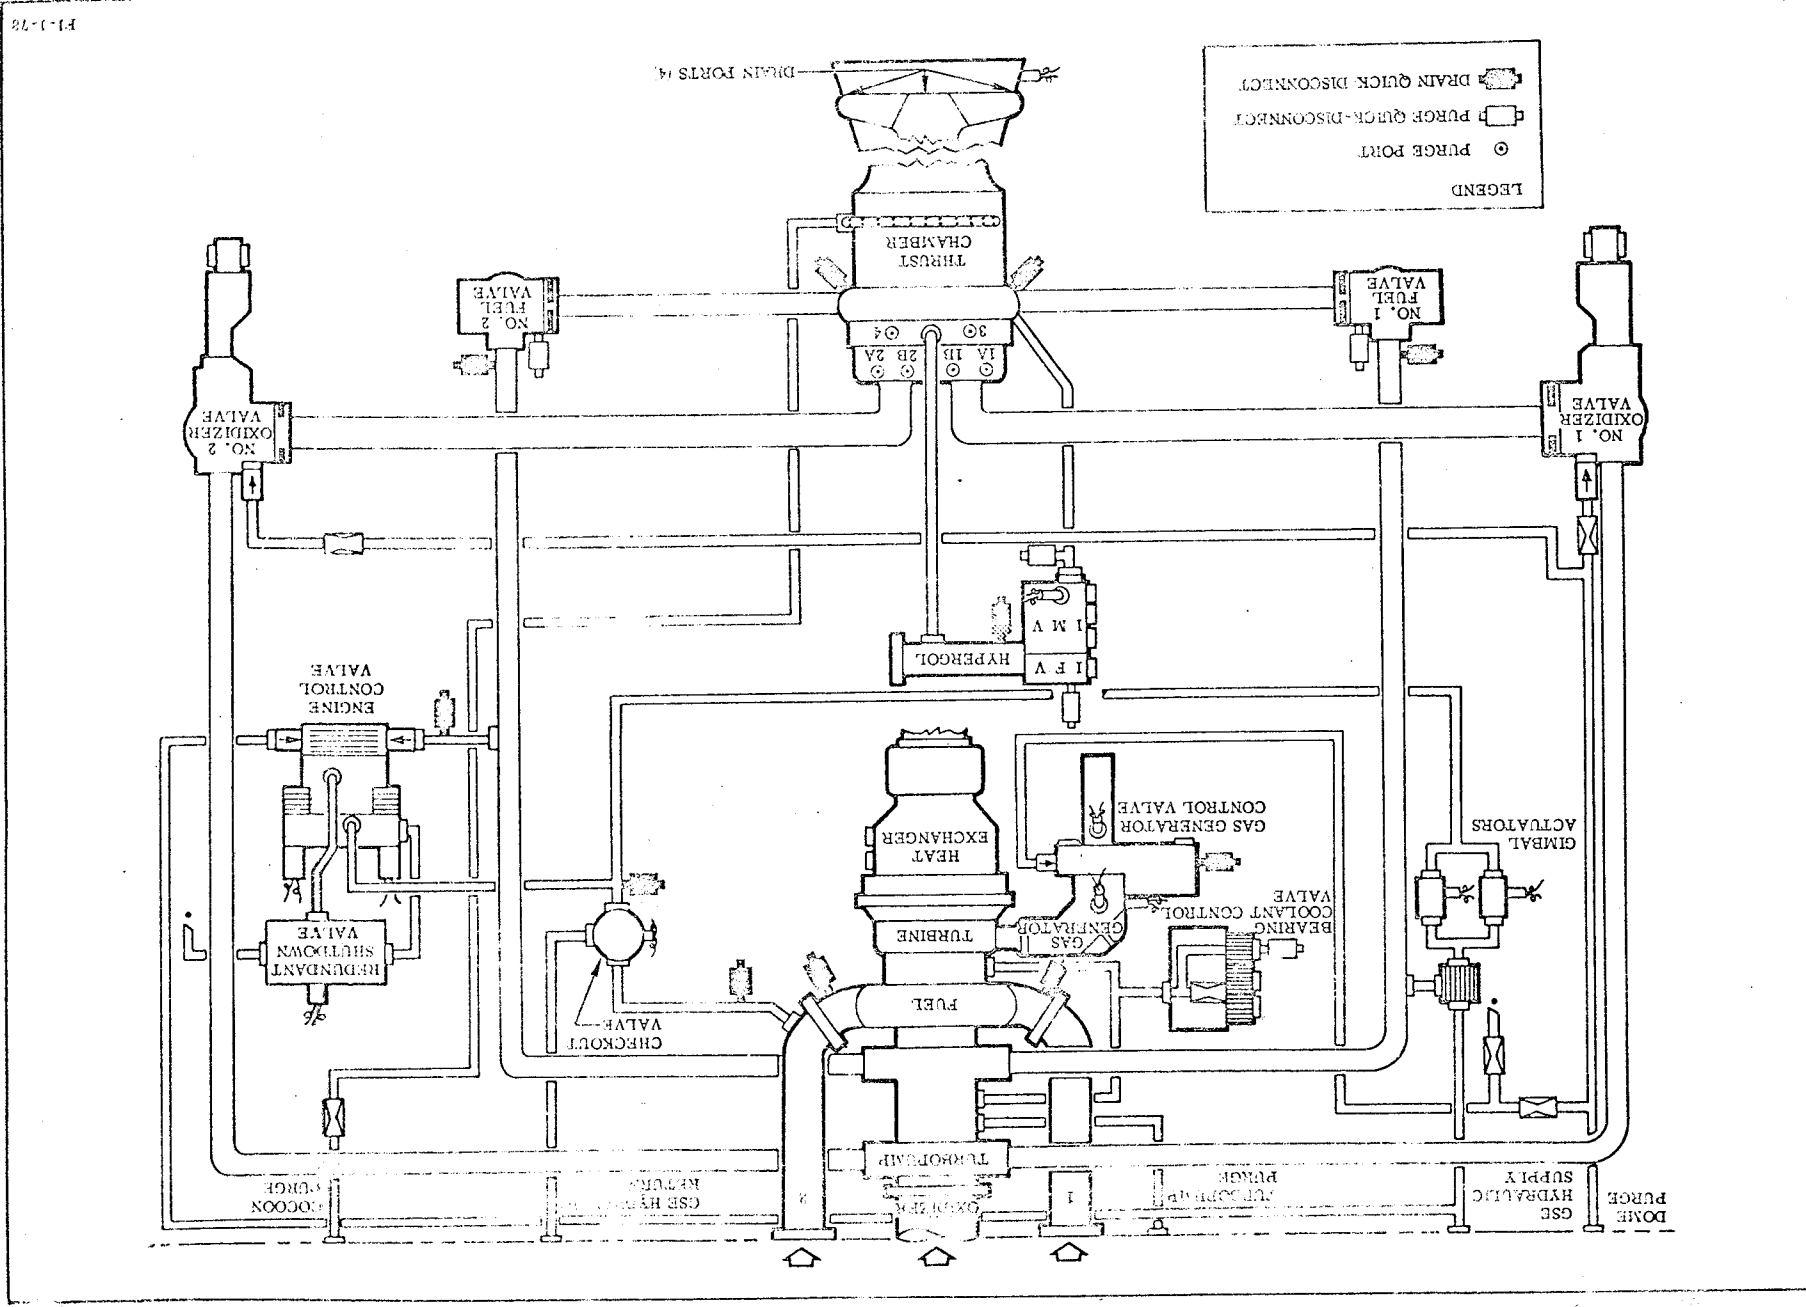 DOME
PURGE
GSE
HYDRAULIC
SUPPLY
TURBOPUMP
PURGE
1
OXIDIZER
TURBOPUMP
2
RETURN
COCOON
PURGE
FUEL
CHECKOUT
VALVE
REDUNDANT
SHUTDOWN
VALVE
BEARING
COOLANT CONTROL
VALVE
GAS
GENERATOR
TURBINE
GIMBAL
ACTUATORS
GAS GENERATOR
CONTROL VALVE
HEAT
EXCHANGER
ENGINE
CONTROL
VALVE
I F V
HYPERGOL
I M V
NO. 1
OXIDIZER
VALVE
NO. 2
OXIDIZER
VALVE
1A 1B 2B 2A
3 4
NO. 1
FUEL
VALVE
NO. 2
FUEL
VALVE
THRUST
CHAMBER
LEGEND
PURGE PORT
PURGE QUICK-DISCONNECT
DRAIN QUICK-DISCONNECT
DRAIN PORTS (4)
F1-1-78